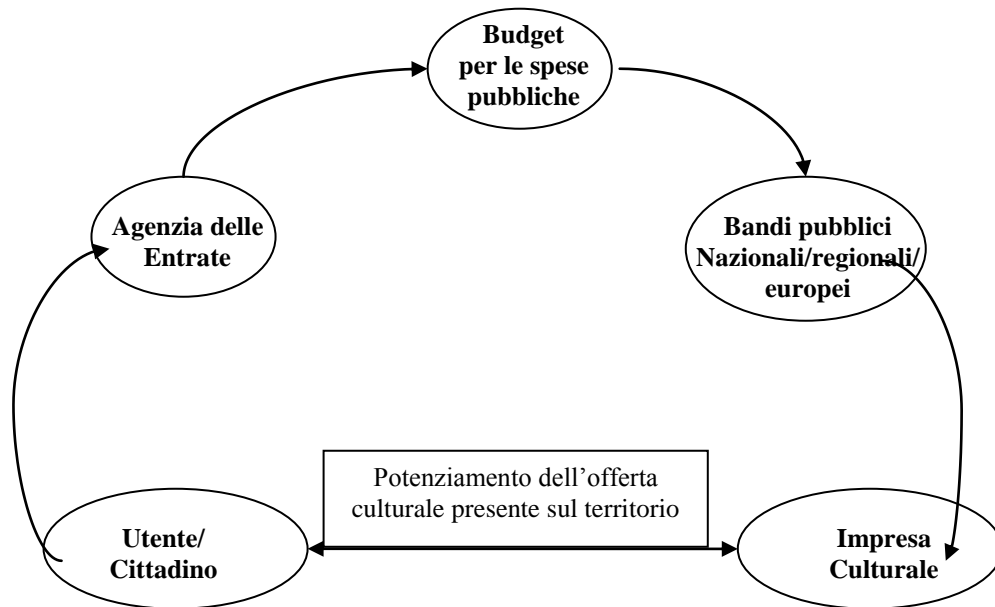 Budget
per le spese
pubbliche
Agenzia delle
Entrate
Bandi pubblici
Nazionali/regionali/
europei
Potenziamento dell’offerta
culturale presente sul territorio
Utente/
Cittadino
Impresa
Culturale